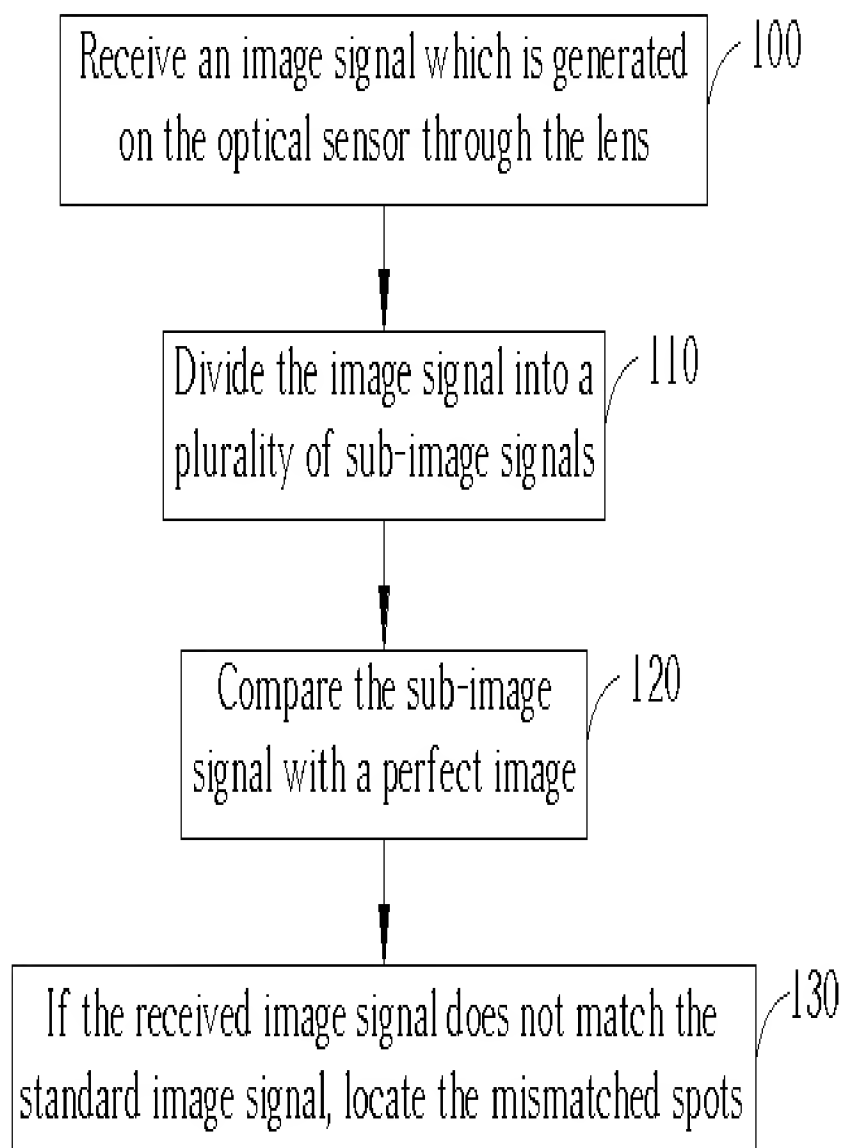 Receive an image signal which is generated
on the optical sensor through the lens
100
Divide the image signal into a
plurality of sub-image signals
110
Compare the sub-image
signal with a perfect image
120
If the received image signal does not match the
standard image signal, locate the mismatched spots
130